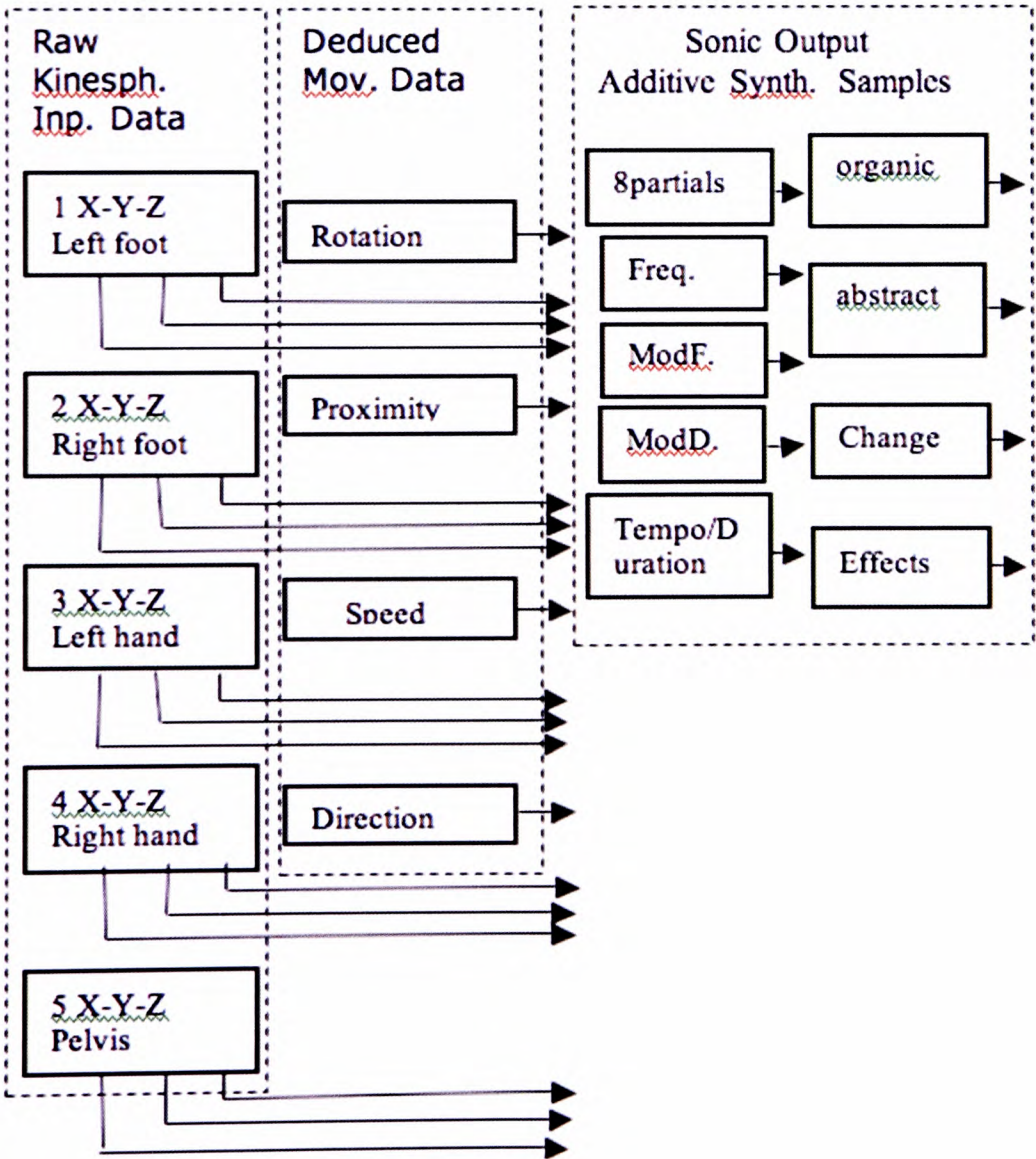 Raw
Kinesph.
Inp. Data
1 X-Y-Z
Left foot
2 X-Y-Z
Right foot
3 X-Y-Z
Left hand
4 X-Y-Z
Right hand
5 X-Y-Z
Pelvis
Deduced
Mov. Data
Rotation
Proximity
Speed
Direction
Sonic Output
Additive Synth. Samples
8partials
Freq.
ModF.
ModD.
Tempo/D
uration
organic
abstract
Change
Effects